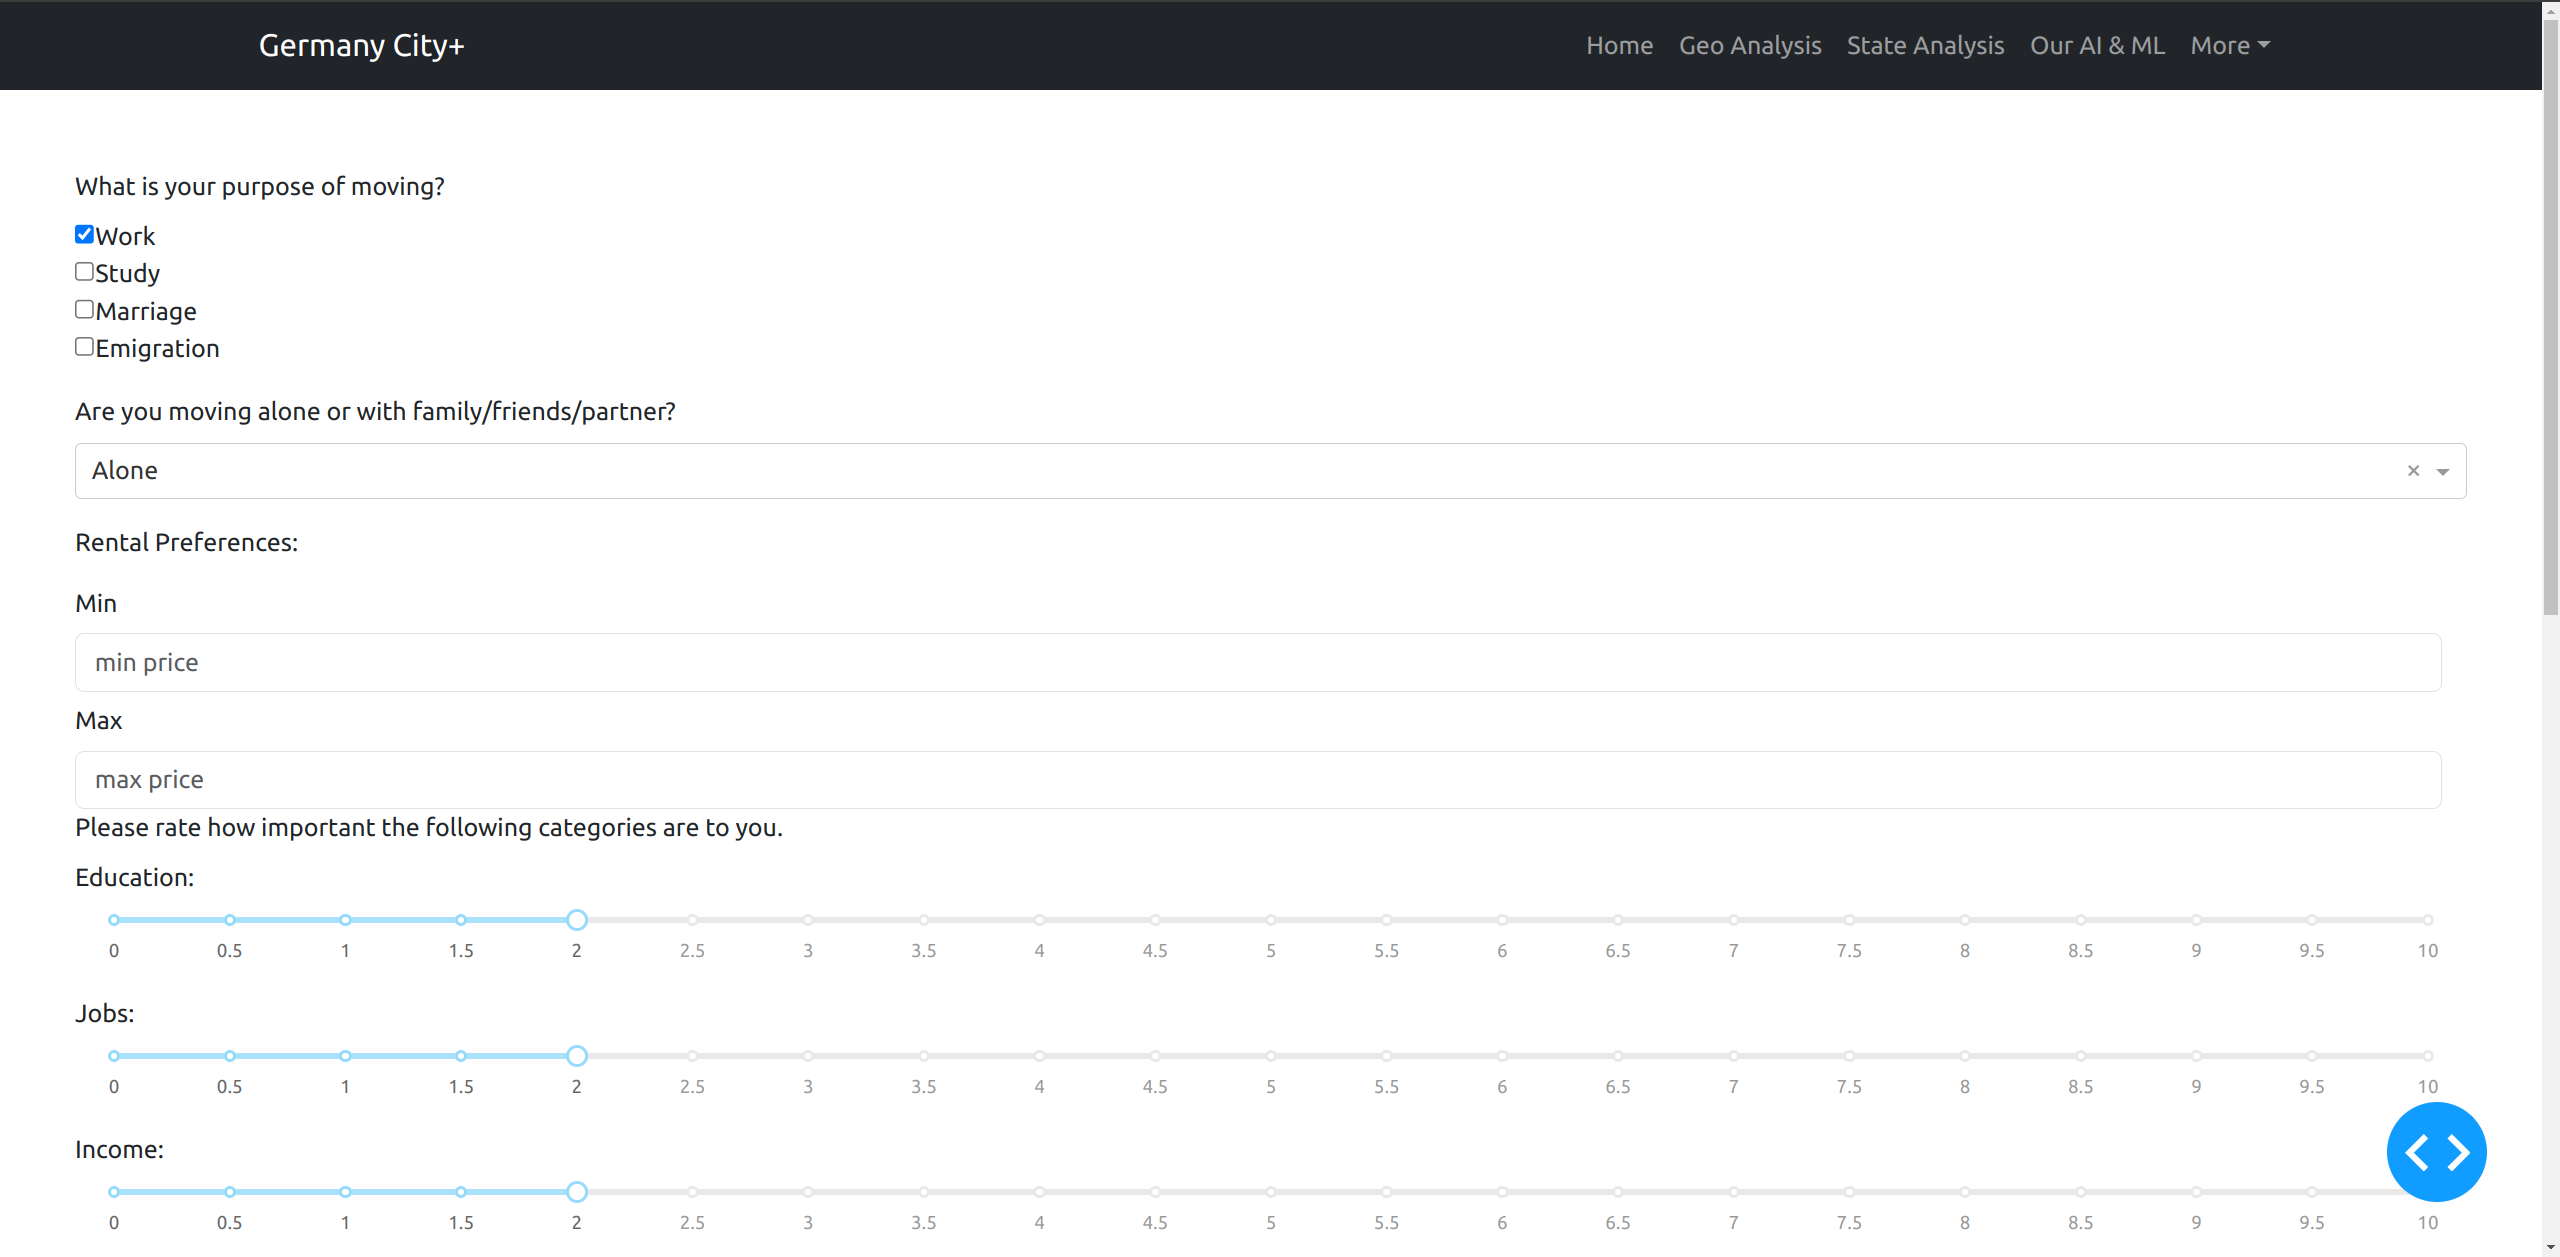 Germany City+ Home Geo Analysis State Analysis Our AI & ML More
What is your purpose of moving?
Work
Study
Marriage
Emigration
Are you moving alone or with family/friends/partner?
Alone ×
Rental Preferences:
Min
min price
Max
max price
Please rate how important the following categories are to you.
Education:
0 0.5 1 1.5 2 2.5 3 3.5 4 4.5 5 5.5 6 6.5 7 7.5 8 8.5 9 9.5 10
Jobs:
0 0.5 1 1.5 2 2.5 3 3.5 4 4.5 5 5.5 6 6.5 7 7.5 8 8.5 9 9.5 10
Income:
0 0.5 1 1.5 2 2.5 3 3.5 4 4.5 5 5.5 6 6.5 7 7.5 8 8.5 9 9.5 10